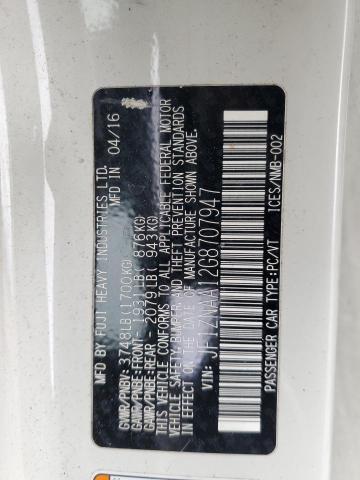 MFD BY FUJI HEAVY INDUSTRIES LTD.
MFD IN 04/16
GVWR/PNBV- 3748LB(1700KG)
GAWR/PNBE:FRONT- 1931LB( 876KG)
GAWR/PNBE:REAR - 2079LB( 943KG)
THIS VEHICLE CONFORMS TO ALL APPLICABLE FEDERAL MOTOR
VEHICLE SAFETY,BUMPER,AND THEFT PREVENTION STANDARDS
IN EFFECT ON THE DATE OF MANUFACTURE SHOWN ABOVE.
VIN: JF1ZNAA12G8707947
PASSENGER CAR TYPE:PC/VT ICES/NMB-002